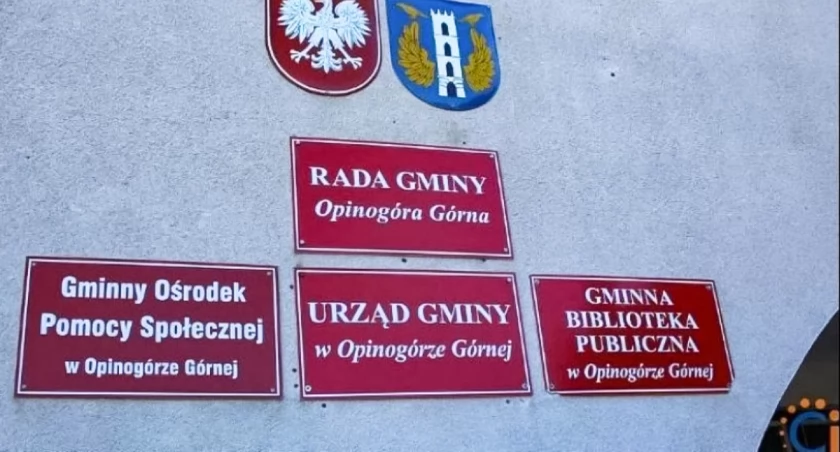 RADA GMINY
Opinogóra Górna
Gminny Ośrodek
Pomocy Społecznej
w Opinogórze Górnej
URZĄD GMINY
w Opinogórze Górnej
GMINNA
BIBLIOTEKA
PUBLICZNA
w Opinogórze Górnej